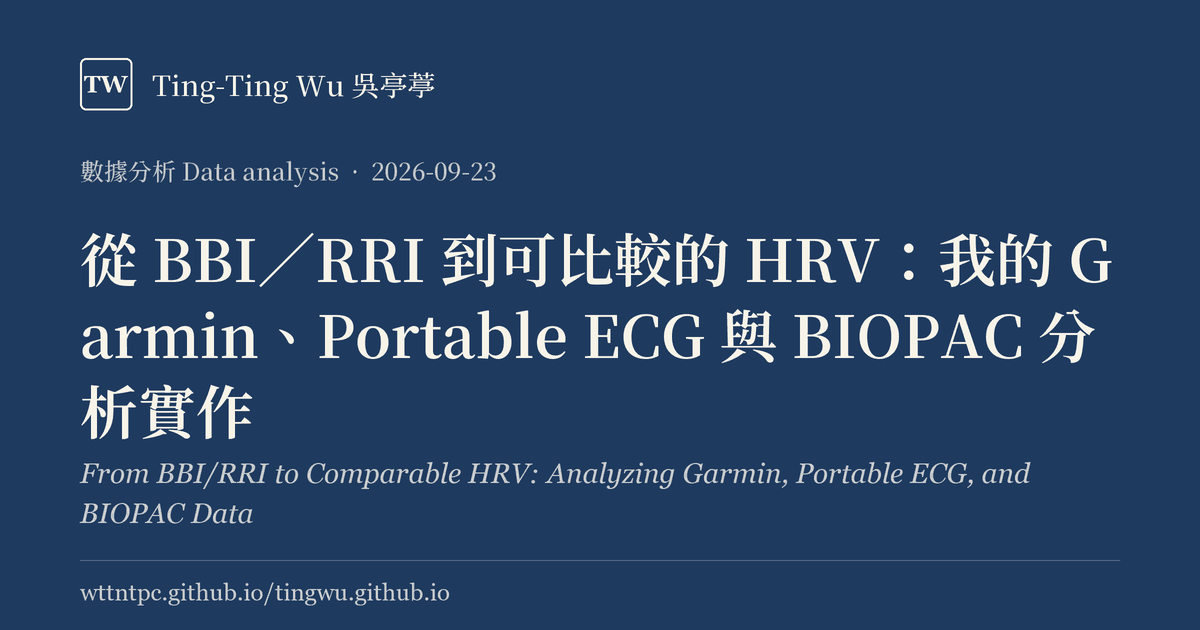 TW
Ting-Ting Wu 吳亭葶
數據分析 Data analysis · 2026-09-23
從 BBI／RRI 到可比較的 HRV：我的 G
armin、Portable ECG 與 BIOPAC 分
析實作
From BBI/RRI to Comparable HRV: Analyzing Garmin, Portable ECG, and
BIOPAC Data
wttntpc.github.io/tingwu.github.io